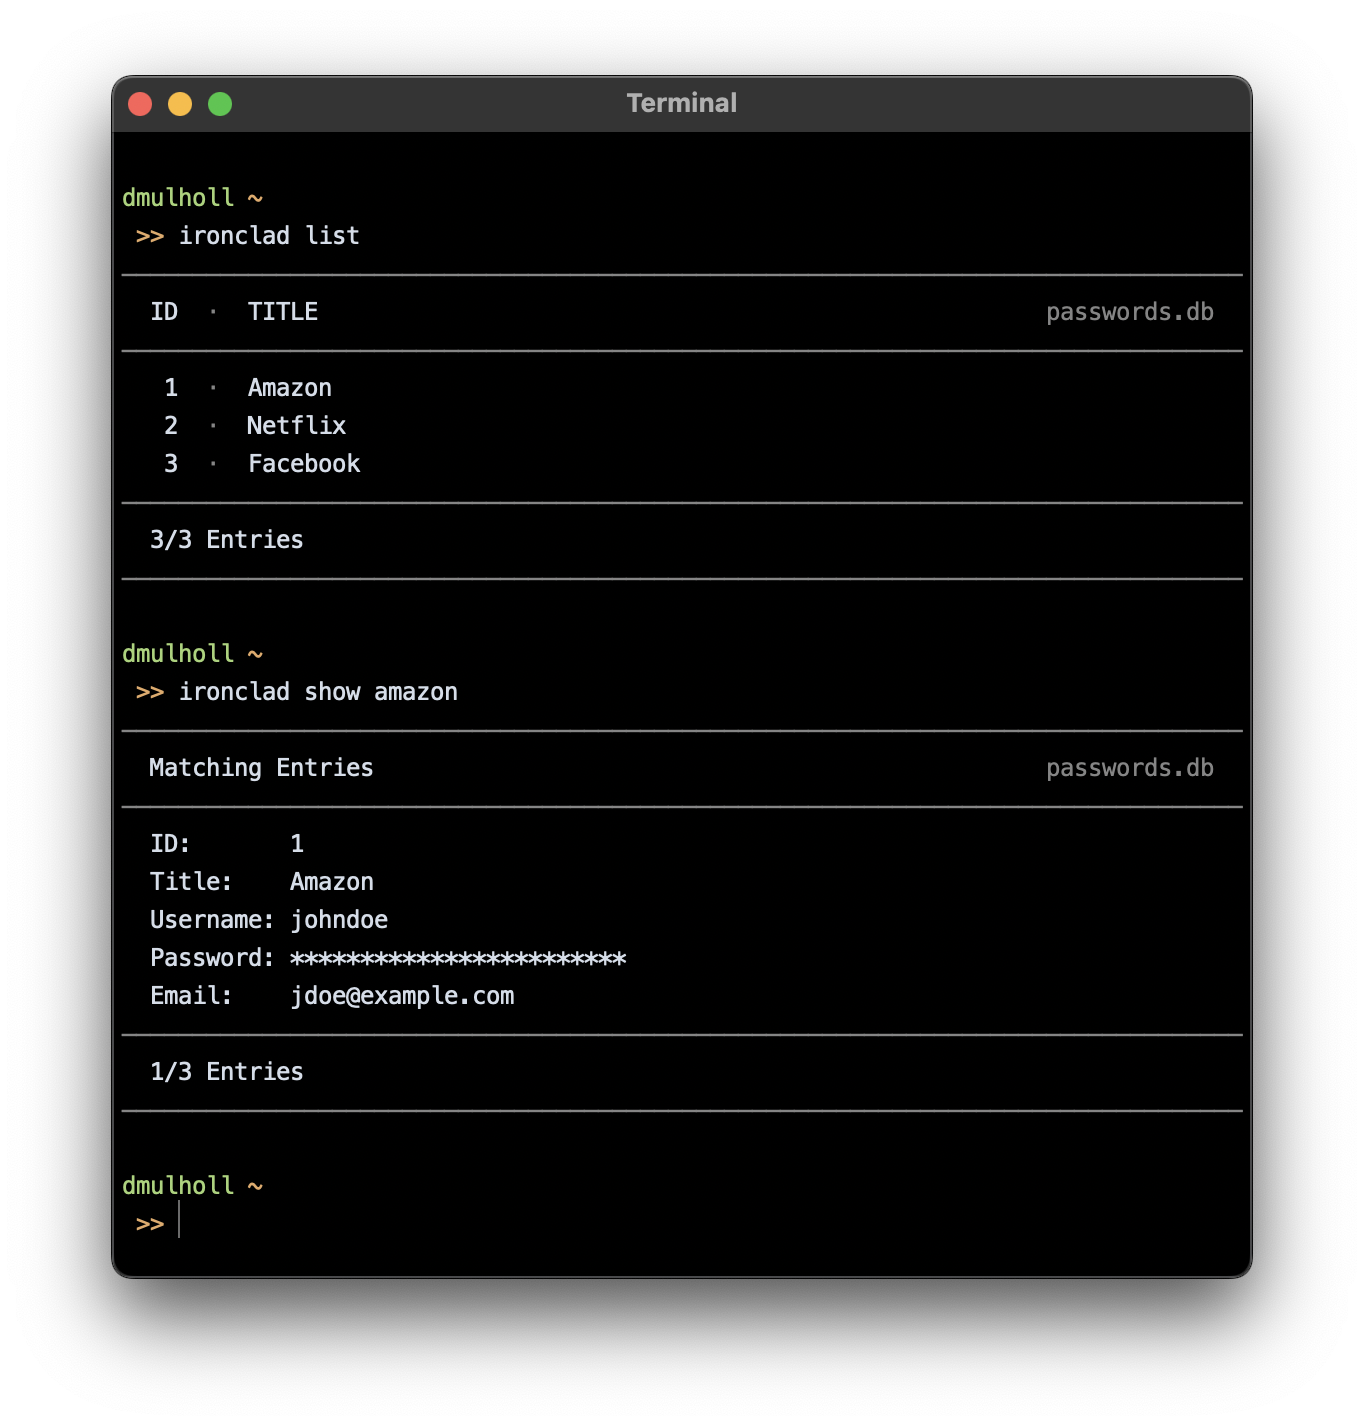 Terminal
dmulholl ~
>> ironclad list
ID · TITLE passwords.db
1 · Amazon
2 · Netflix
3 · Facebook
3/3 Entries
dmulholl ~
>> ironclad show amazon
Matching Entries passwords.db
ID: 1
Title: Amazon
Username: johndoe
Password: ************************
Email: jdoe@example.com
1/3 Entries
dmulholl ~
>>